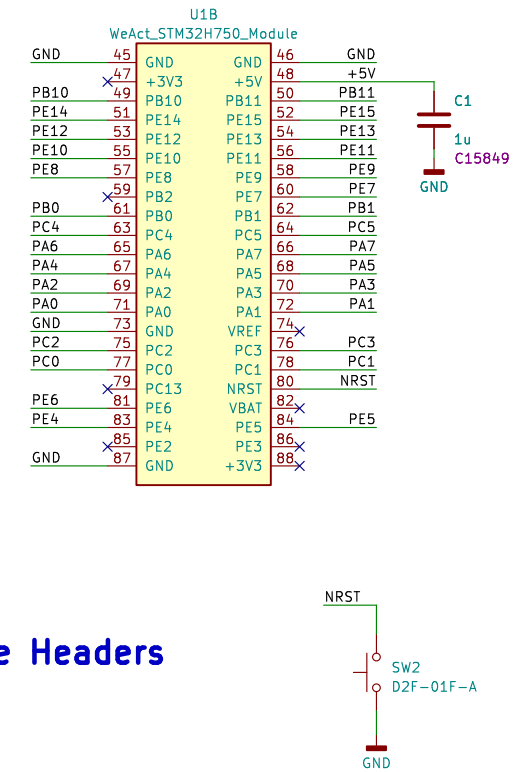 U1B
WeAct_STM32H750_Module
GND 45 GND GND 46 GND
47 +3V3 +5V 48 +5V
PB10 49 PB10 PB11 50 PB11
C1
PE14 51 PE14 PE15 52 PE15
PE12 53 PE12 PE13 54 PE13
1u
PE10 55 PE10 PE11 56 PE11
C15849
PE8 57 PE8 PE9 58 PE9
GND
59 PB2 PE7 60 PE7
PB0 61 PB0 PB1 62 PB1
PC4 63 PC4 PC5 64 PC5
PA6 65 PA6 PA7 66 PA7
PA4 67 PA4 PA5 68 PA5
PA2 69 PA2 PA3 70 PA3
PA0 71 PA0 PA1 72 PA1
GND 73 GND VREF 74
PC2 75 PC2 PC3 76 PC3
PC0 77 PC0 PC1 78 PC1
79 PC13 NRST 80 NRST
PE6 81 PE6 VBAT 82
PE4 83 PE4 PE5 84 PE5
85 PE2 PE3 86
GND 87 GND +3V3 88
NRST
e Headers
SW2
D2F-01F-A
GND